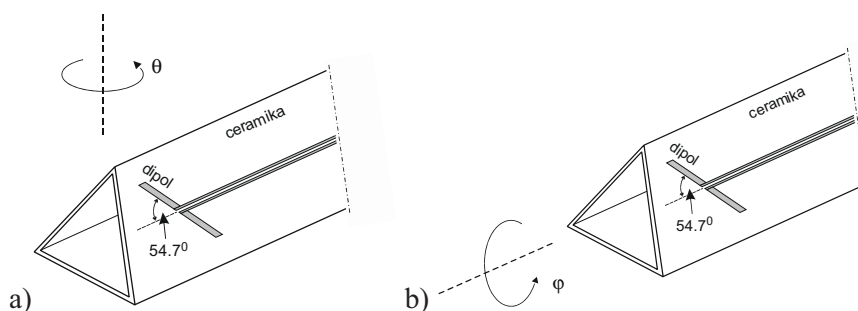 θ
ceramika
dipol
54.7⁰
a)
ceramika
dipol
54.7⁰
φ
b)